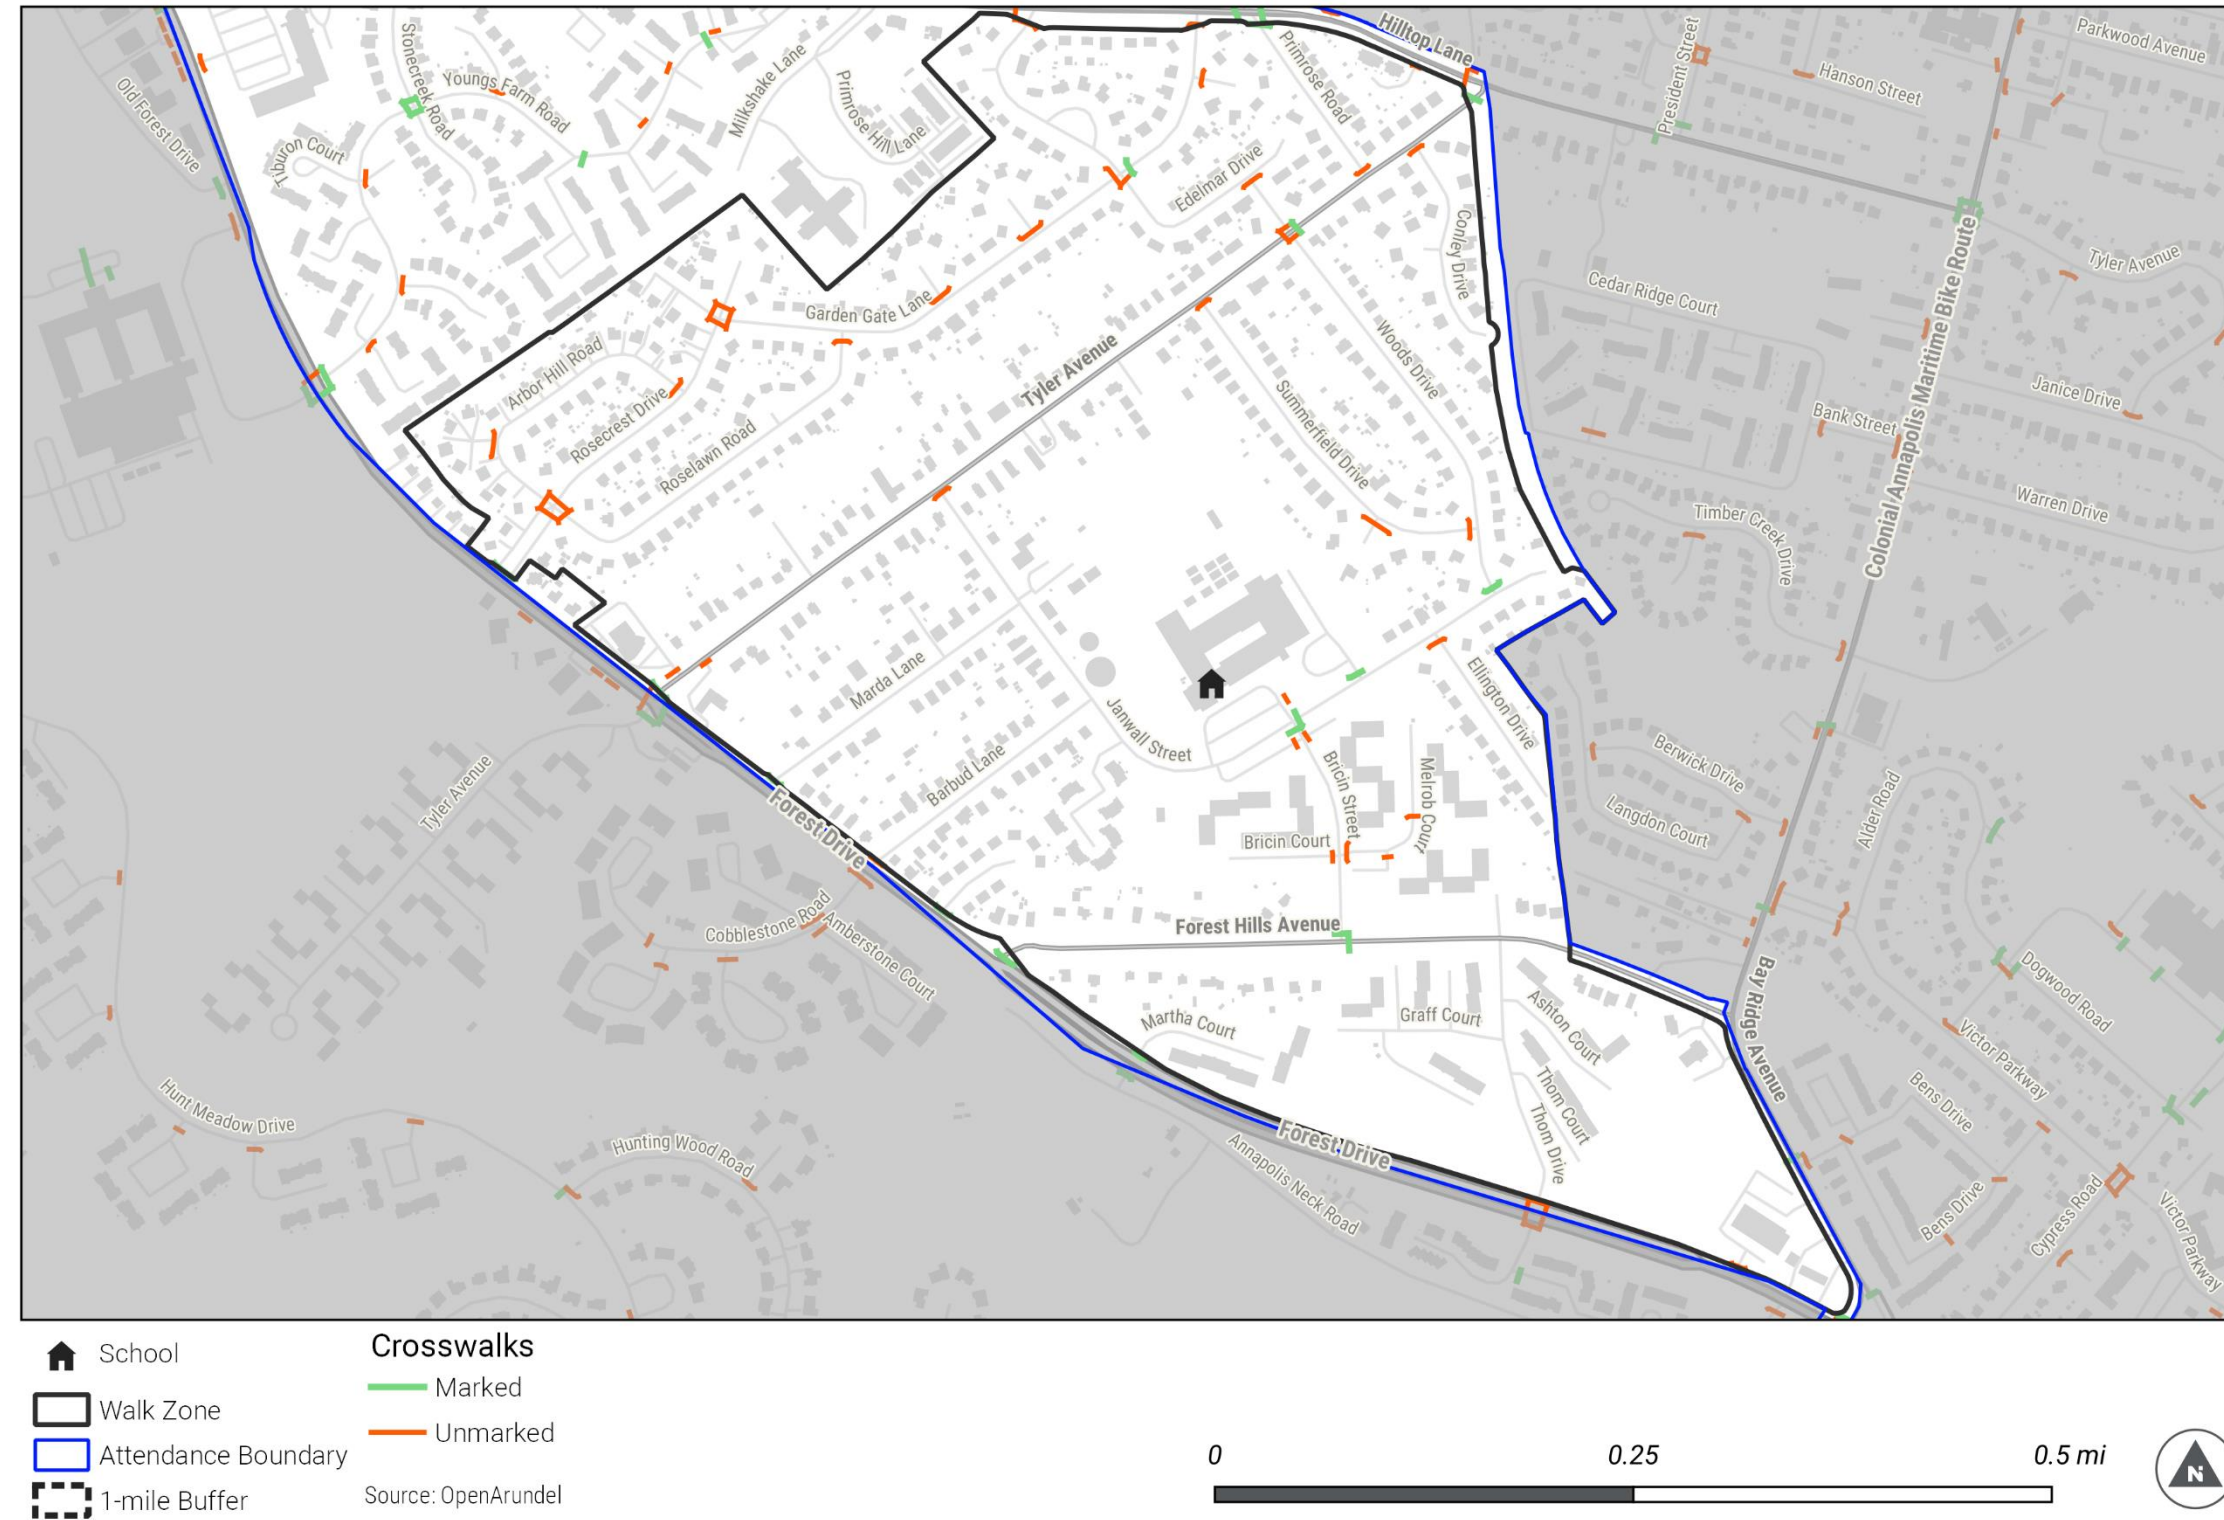 Hilltop Lane
Parkwood Avenue
President Street
Hanson Street
Stonecreek Road
Youngs Farm Road
Milkshake Lane
Primrose Hill Lane
Primrose Road
Old Forest Drive
Tiburon Court
Edelmar Drive
Conley Drive
Tyler Avenue
Cedar Ridge Court
Colonial Annapolis Maritime Bike Route
Garden Gate Lane
Woods Drive
Tyler Avenue
Arbor Hill Road
Rosecrest Drive
Roselawn Road
Summerfield Drive
Janice Drive
Bank Street
Warren Drive
Timber Creek Drive
Marda Lane
Janwall Street
Ellington Drive
Barbud Lane
Bricin Street
Melrob Court
Berwick Drive
Langdon Court
Alder Road
Tyler Avenue
Forest Drive
Bricin Court
Cobblestone Road
Amberstone Court
Forest Hills Avenue
Bay Ridge Avenue
Dogwood Road
Martha Court
Graff Court
Ashton Court
Victor Parkway
Hunt Meadow Drive
Hunting Wood Road
Forest Drive
Thom Court
Thom Drive
Bens Drive
Annapolis Neck Road
Bens Drive
Cypress Road
Victor Parkway
School
Walk Zone
Attendance Boundary
1-mile Buffer
Crosswalks
Marked
Unmarked
Source: OpenArundel
0 0.25 0.5 mi
N